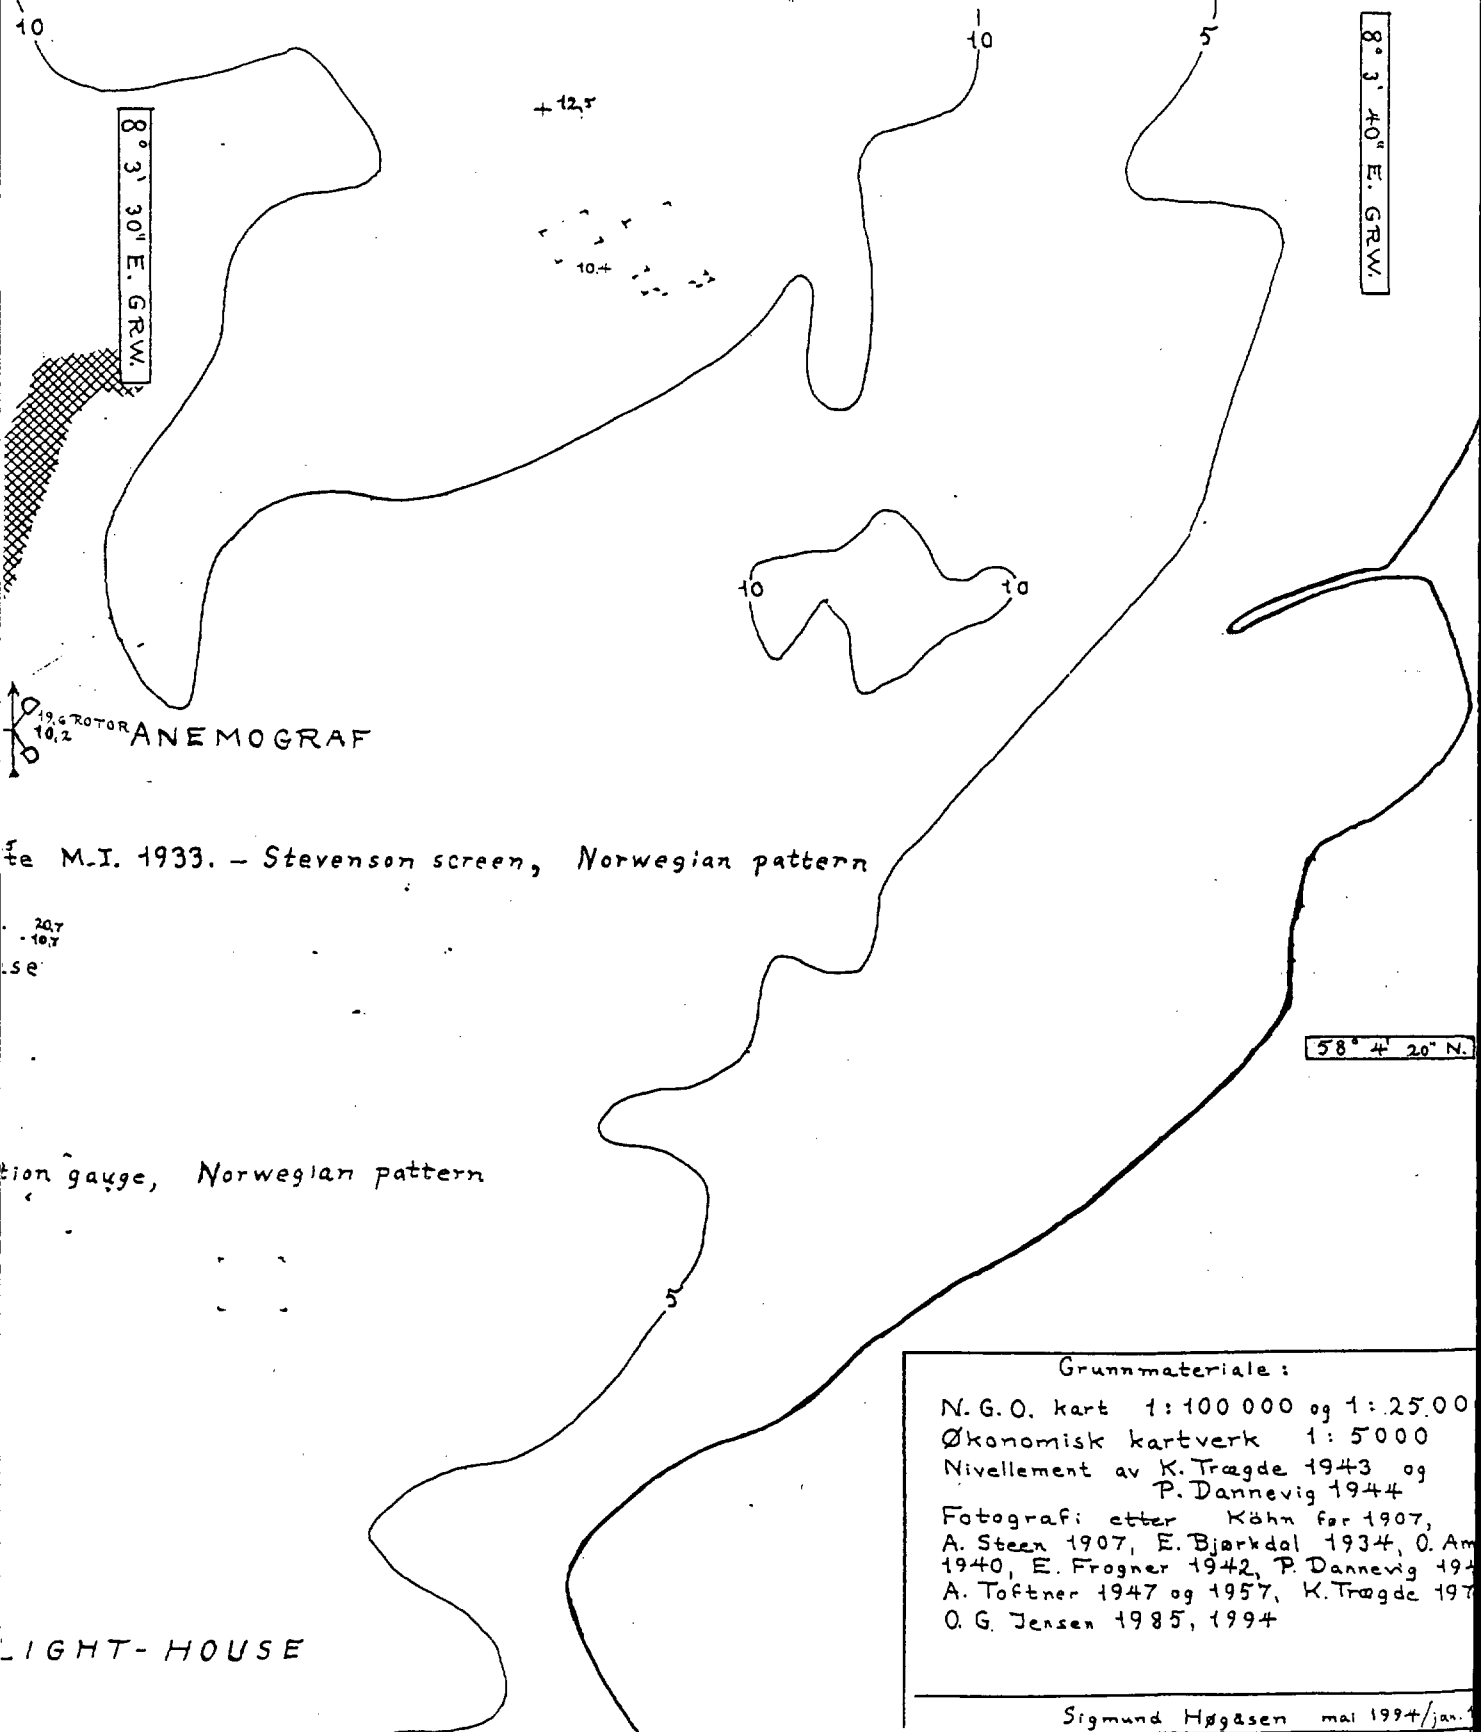 10
10
5
8° 3' 40" E. GRW.
+ 12,5
8° 3' 30" E. GRW.
10,4
10
10
19,6 ROTOR
10,2
ANEMOGRAF
M.I. 1933. – Stevenson screen, Norwegian pattern
20,7
10,7
58° 4' 20" N.
gauge, Norwegian pattern
5
Grunnmateriale :
N. G. O. kart 1 : 100 000 og 1 : 25 00
Økonomisk kartverk 1 : 5000
Nivellement av K. Trægde 1943 og
P. Dannevig 1944
Fotografi etter Köhn før 1907,
A. Steen 1907, E. Bjørkdal 1934, O. Am
1940, E. Frogner 1942, P. Dannevig 194
A. Toftner 1947 og 1957, K. Trægde 197
O. G. Jensen 1985, 1994
LIGHT-HOUSE
Sigmund Høgåsen mai 1994/jan.